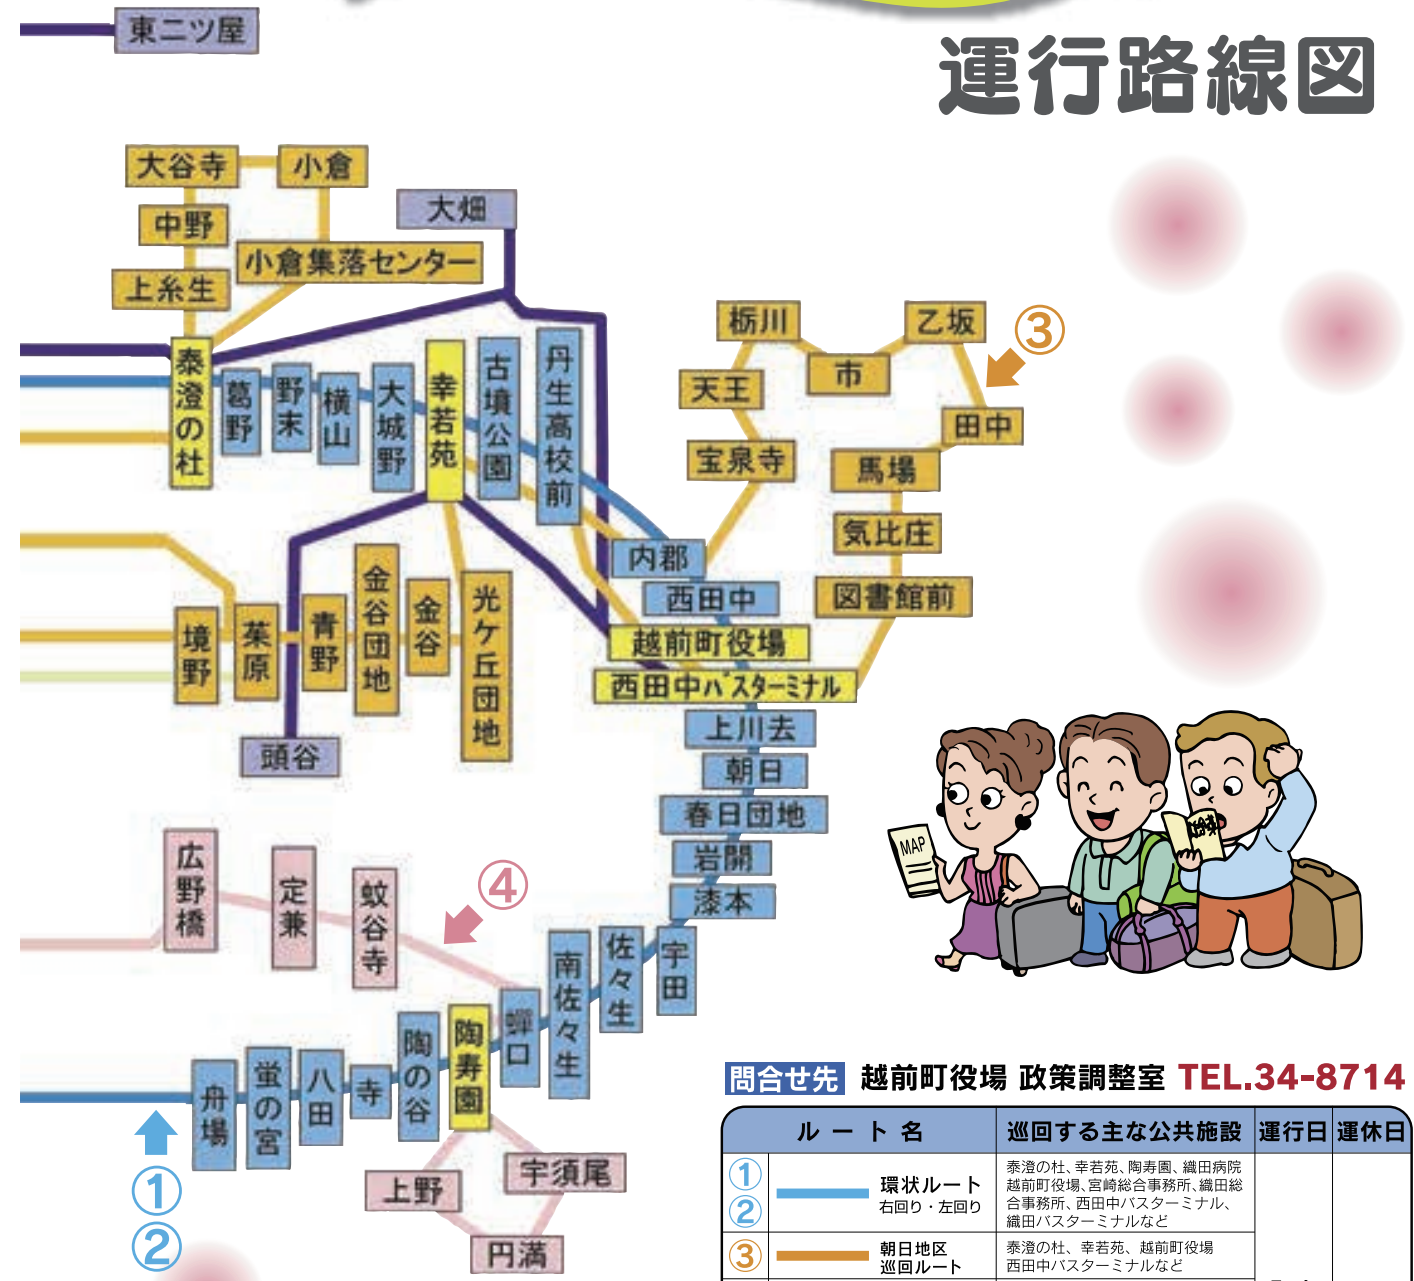 東二ツ屋
運行路線図
大谷寺
小倉
中野
大畑
小倉集落センター
上糸生
栃川
乙坂
③
市
天王
田中
宝泉寺
馬場
気比庄
図書館前
泰澄の杜
葛野
野末
横山
大城野
幸若苑
古墳公園
丹生高校前
内郡
西田中
越前町役場
西田中バスターミナル
境野
茱原
青野
金谷団地
金谷
光ケ丘団地
頭谷
上川去
朝日
春日団地
岩開
漆本
広野橋
定兼
蚊谷寺
④
MAP
南佐々生
佐々生
宇田
舟場
蛍の宮
八田
寺
陶の谷
陶寿園
蟬口
①
②
上野
宇須尾
円満
問合せ先 越前町役場 政策調整室 TEL.34-8714
ルート名 巡回する主な公共施設 運行日 運休日
① ② 環状ルート
右回り・左回り
泰澄の杜、幸若苑、陶寿園、織田病院
越前町役場、宮崎総合事務所、織田総
合事務所、西田中バスターミナル、
織田バスターミナルなど
③ 朝日地区
巡回ルート
泰澄の杜、幸若苑、越前町役場
西田中バスターミナルなど